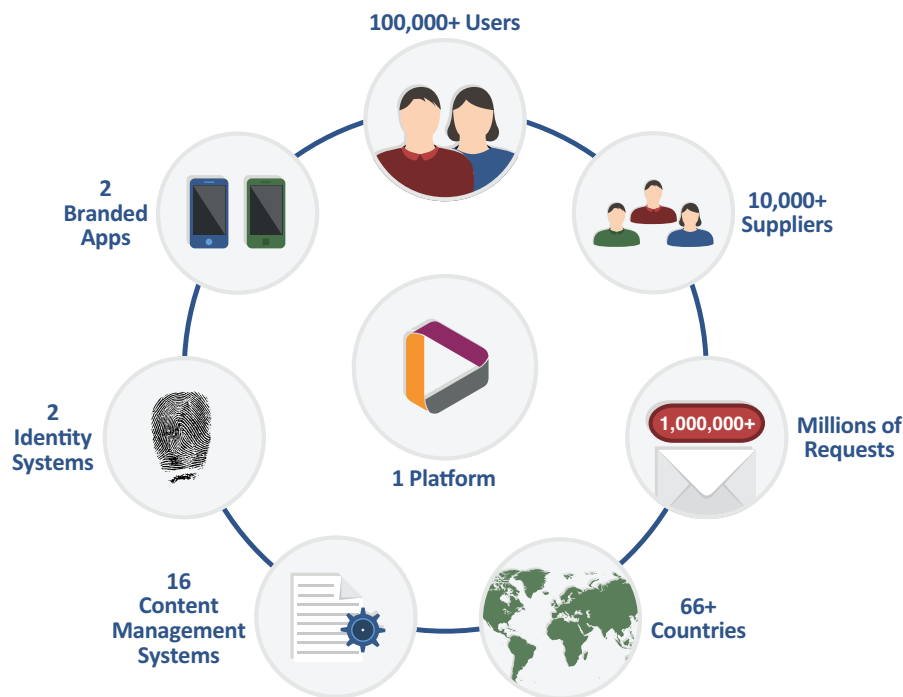 100,000+ Users
2
Branded
Apps
10,000+
Suppliers
2
Identity
Systems
1 Platform
1,000,000+
Millions of
Requests
16
Content
Management
Systems
66+
Countries